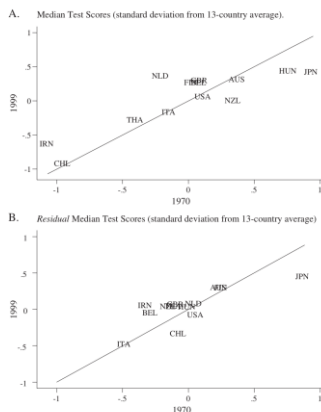 A. Median Test Scores (standard deviation from 13-country average).
1
HUN JPN
NLD
AUS
.5
USA
NZL
1999
0
ITA
THA
-.5
IRN
CHL
-1
-1 -.5 0 .5 1
1970
B. Residual Median Test Scores (standard deviation from 13-country average)
1
.5
JPN
IRN NLD
1999
0
BEL USA
CHL
ITA
-.5
-1
-1 -.5 0 .5 1
1970